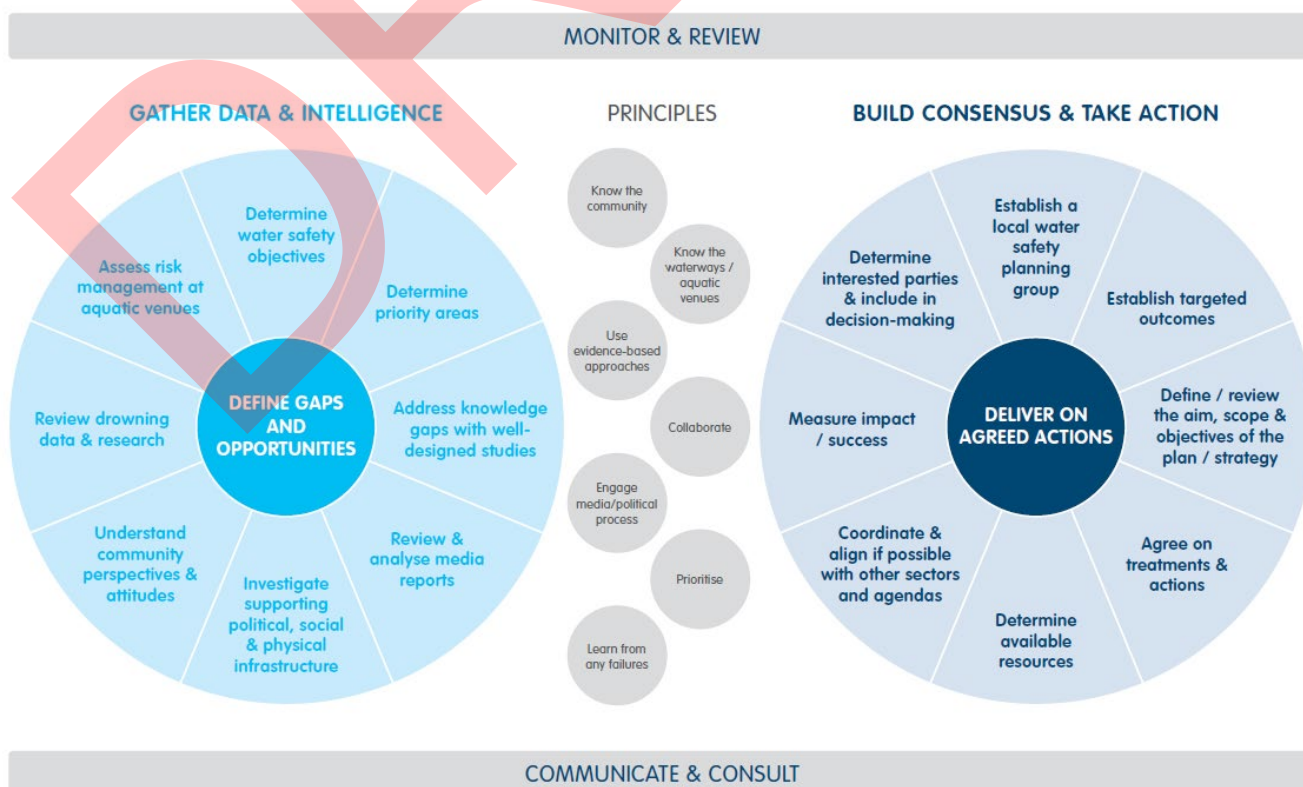 MONITOR & REVIEW
GATHER DATA & INTELLIGENCE
Determine
water safety
objectives
Determine
priority areas
Address knowledge
gaps with well-
designed studies
Review &
analyse media
reports
Investigate
supporting
political, social
& physical
infrastructure
Understand
community
perspectives &
attitudes
Review drowning
data & research
Assess risk
management at
aquatic venues
DEFINE GAPS
AND
OPPORTUNITIES
PRINCIPLES
Know the
community
Know the
waterways /
aquatic
venues
Use
evidence-based
approaches
Collaborate
Engage
media/political
process
Prioritise
Learn from
any failures
BUILD CONSENSUS & TAKE ACTION
Establish a
local water
safety
planning
group
Establish targeted
outcomes
Define / review
the aim, scope &
objectives of the
plan / strategy
Agree on
treatments &
actions
Determine
available
resources
Coordinate &
align if possible
with other sectors
and agendas
Measure impact
/ success
Determine
interested parties
& include in
decision-making
DELIVER ON
AGREED ACTIONS
COMMUNICATE & CONSULT